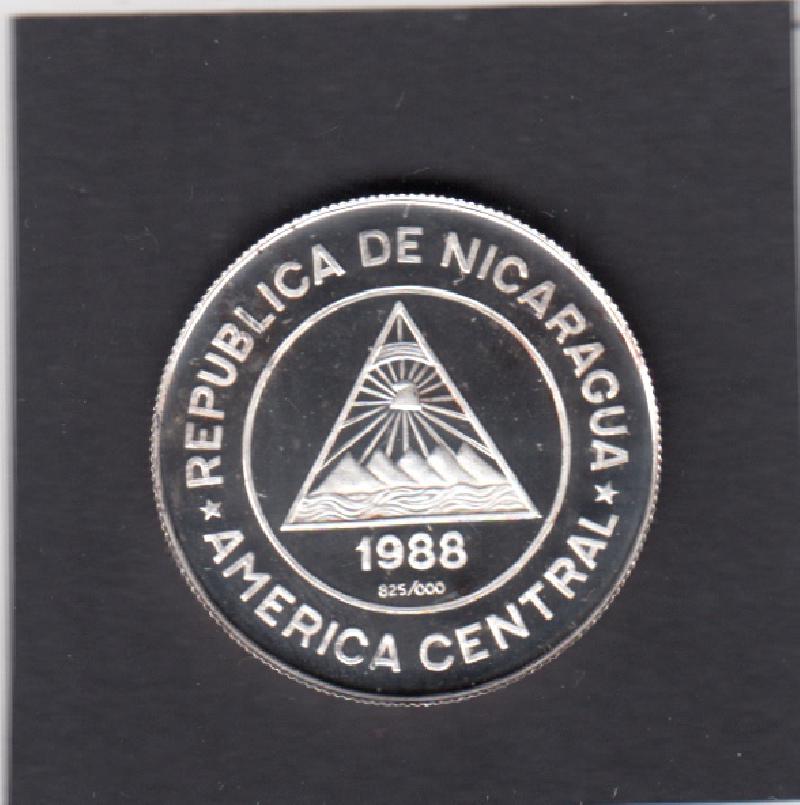 REPUBLICA DE NICARAGUA
1988
825/000
AMERICA CENTRAL